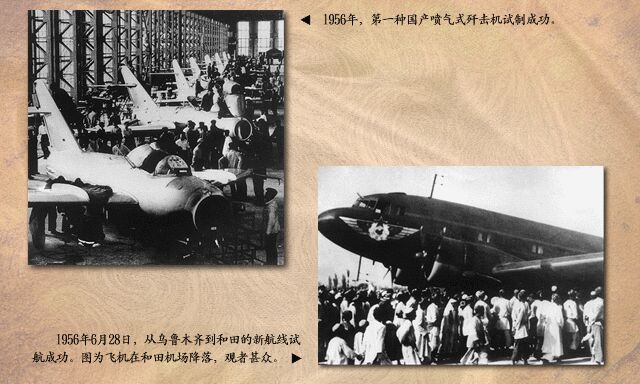 ◀ 1956年，第一种国产喷气式歼击机试制成功。
1956年6月28日，从乌鲁木齐到和田的新航线试
航成功。图为飞机在和田机场降落，观者甚众。 ▶